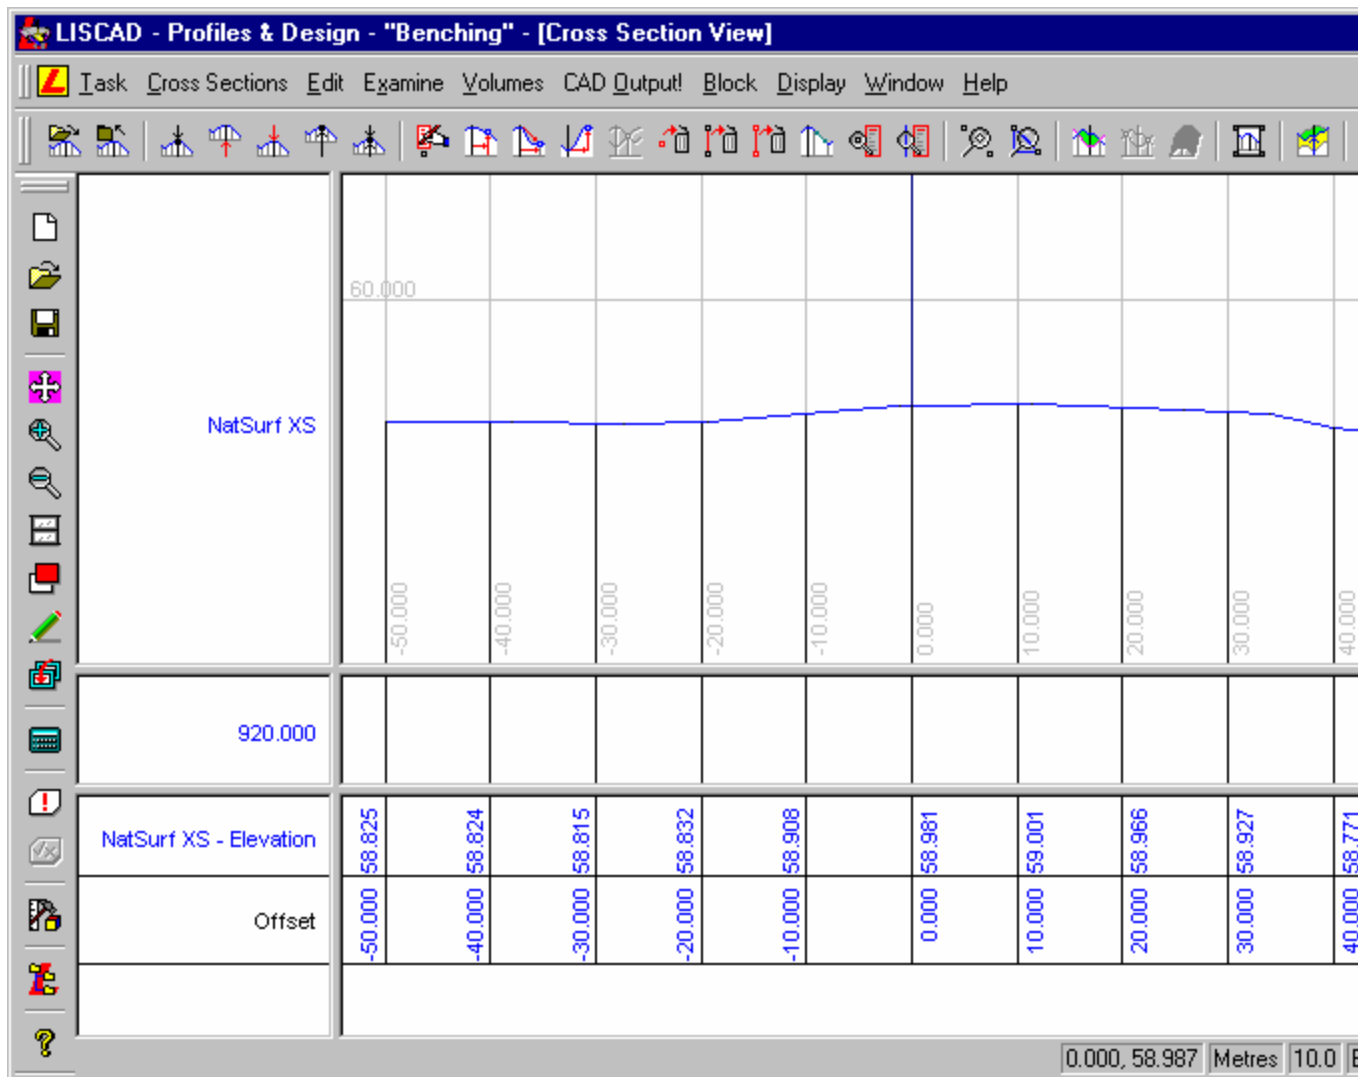 LISCAD - Profiles & Design - "Benching" - [Cross Section View]
Task Cross Sections Edit Examine Volumes CAD Output! Block Display Window Help
60.000
NatSurf XS
-50.000 -40.000 -30.000 -20.000 -10.000 0.000 10.000 20.000 30.000 40.000
920.000
NatSurf XS - Elevation 58.825 58.824 58.815 58.832 58.908 58.981 59.001 58.966 58.927 58.771
Offset -50.000 -40.000 -30.000 -20.000 -10.000 0.000 10.000 20.000 30.000 40.000
0.000, 58.987 Metres 10.0